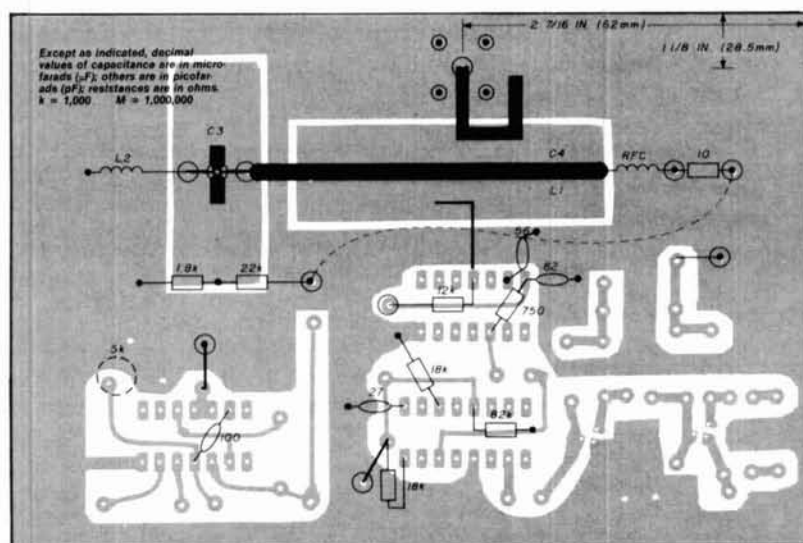 2 7/16 IN. (62mm)
1 1/8 IN. (28.5mm)
Except as indicated, decimal
values of capacitance are in micro-
farads (µF); others are in picofar-
ads (pF); resistances are in ohms.
k = 1,000 M = 1,000,000
C3
L2
C4
RFC
10
L1
56
1.8k
22k
82
12k
750
5k
18k
27
82k
100
18k